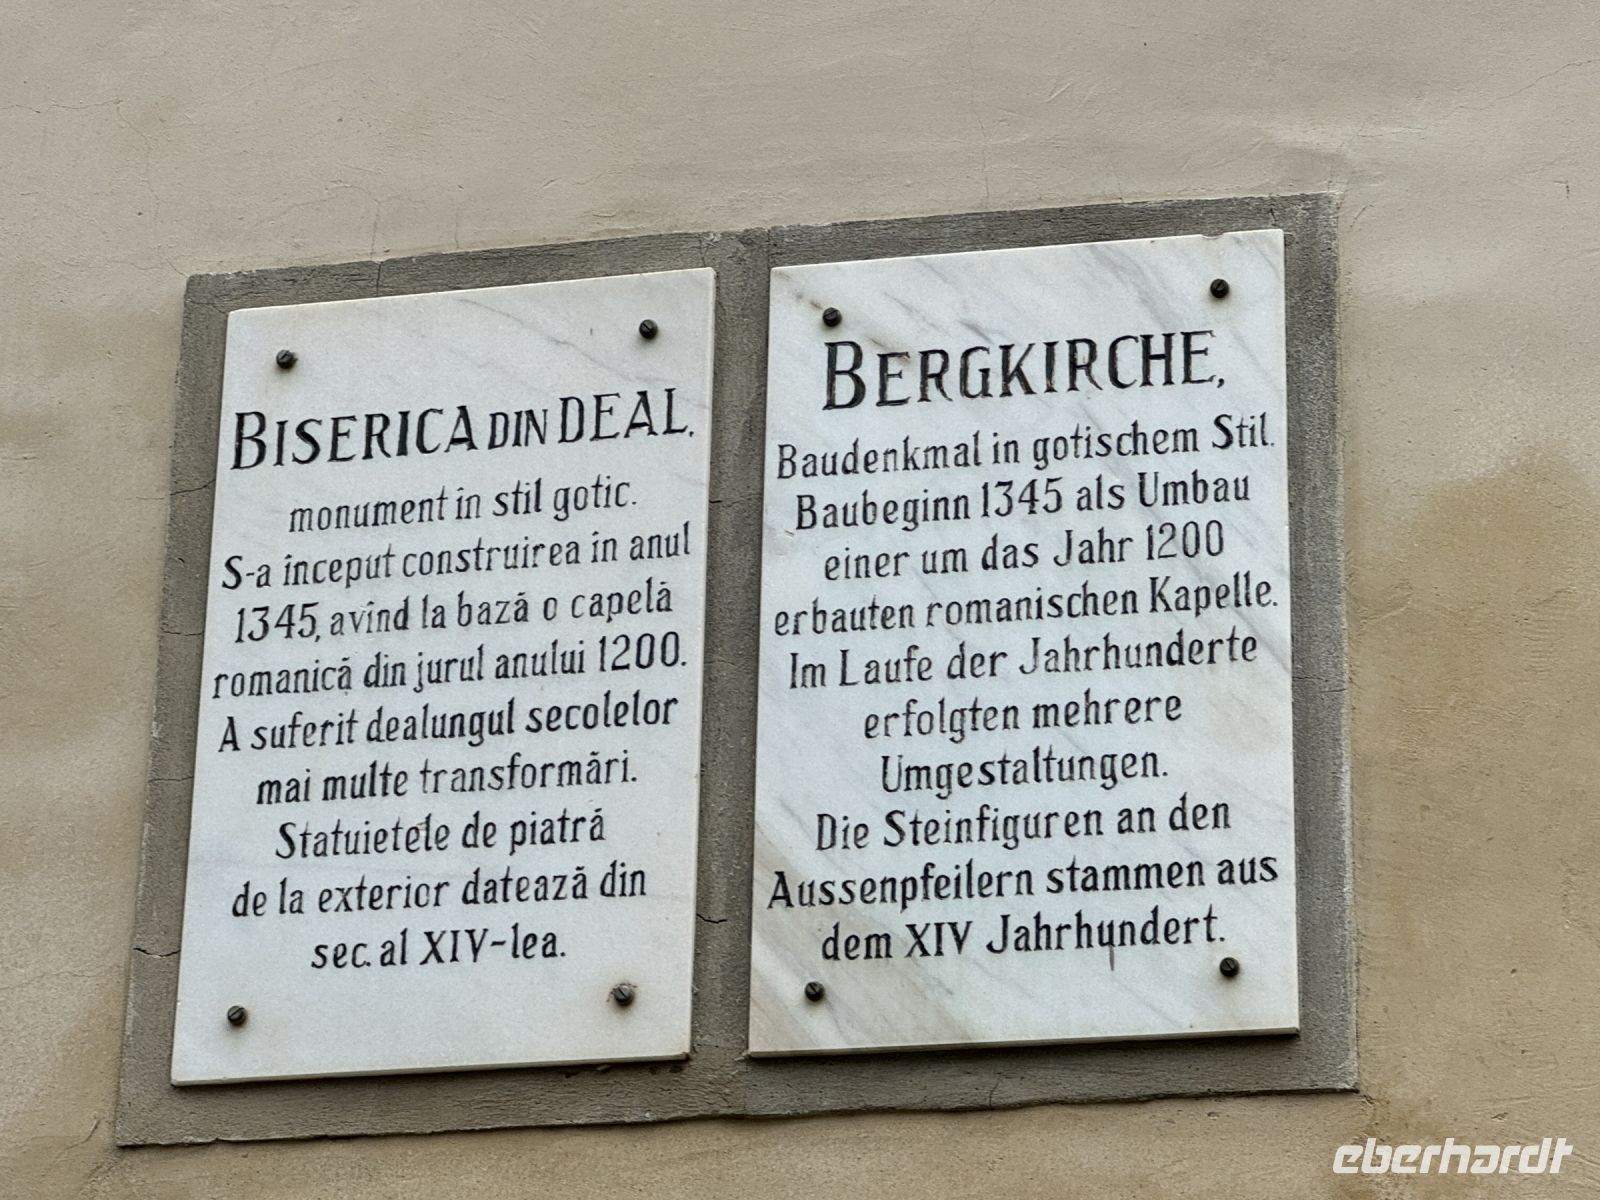 BISERICA DIN DEAL,
monument în stil gotic.
S-a început construirea în anul
1345, avînd la bază o capelă
romanică din jurul anului 1200.
A suferit dealungul secolelor
mai multe transformări.
Statuietele de piatră
de la exterior datează din
sec. al XIV-lea.
BERGKIRCHE,
Baudenkmal in gotischem Stil.
Baubeginn 1345 als Umbau
einer um das Jahr 1200
erbauten romanischen Kapelle.
Im Laufe der Jahrhunderte
erfolgten mehrere
Umgestaltungen.
Die Steinfiguren an den
Aussenpfeilern stammen aus
dem XIV Jahrhundert.
eberhardt